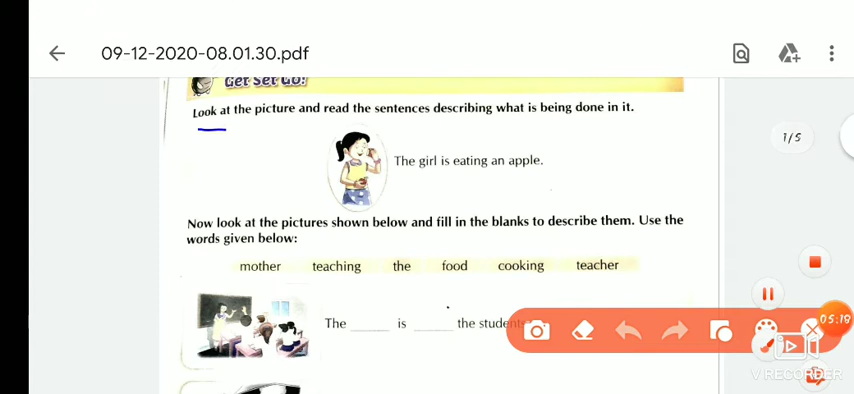 09-12-2020-08.01.30.pdf
Get Set Go!
Look at the picture and read the sentences describing what is being done in it.
1/5
The girl is eating an apple.
Now look at the pictures shown below and fill in the blanks to describe them. Use the
words given below:
mother teaching the food cooking teacher
The ______ is ______ the students
05:18
V RECORDER